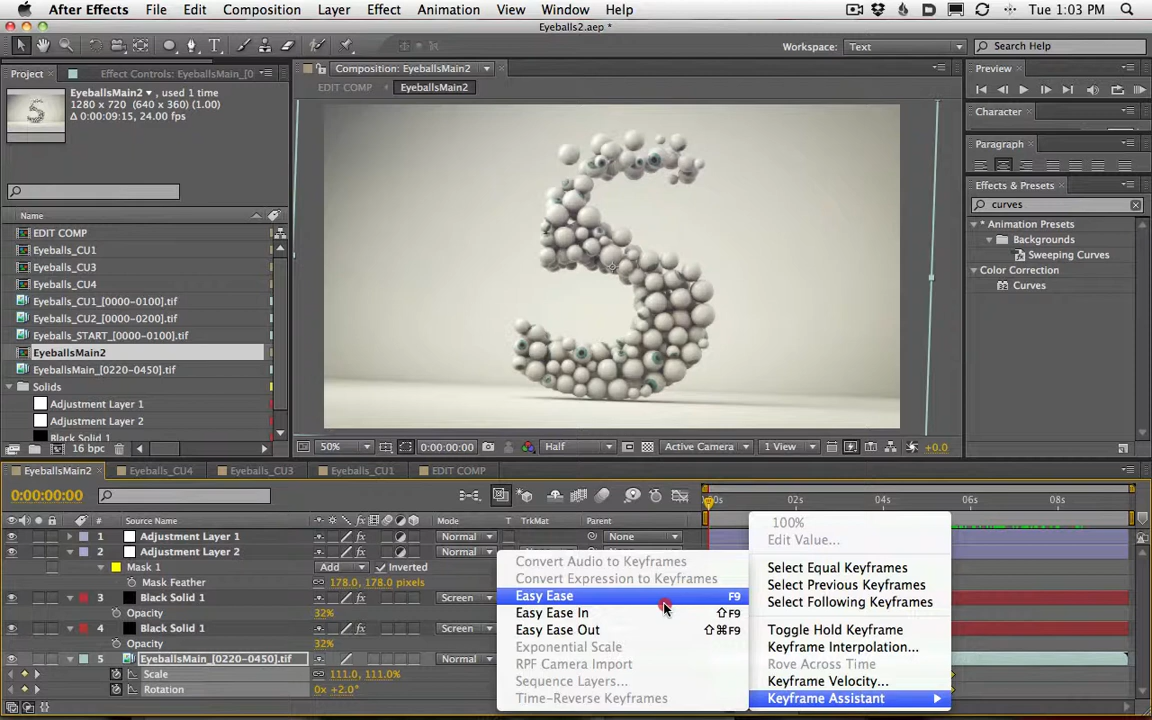 After Effects File Edit Composition Layer Effect Animation View Window Help Tue 1:03 PM
Eyeballs2.aep *
Workspace: Text Search Help
Project Effect Controls: EyeballsMain_[0 Composition: EyeballsMain2 Preview
EyeballsMain2 , used 1 time EDIT COMP EyeballsMain2
1280 x 720 (640 x 360) (1.00)
Δ 0:00:09:15, 24.00 fps
Character
Paragraph
Effects & Presets
curves
* Animation Presets
Backgrounds
Sweeping Curves
Color Correction
Curves
Name
EDIT COMP
Eyeballs_CU1
Eyeballs_CU3
Eyeballs_CU4
Eyeballs_CU1_[0000-0100].tif
Eyeballs_CU2_[0000-0200].tif
Eyeballs_START_[0000-0100].tif
EyeballsMain2
EyeballsMain_[0220-0450].tif
Solids
Adjustment Layer 1
Adjustment Layer 2
Black Solid 1
16 bpc 50% 0:00:00:00 Half Active Camera 1 View +0.0
EyeballsMain2 Eyeballs_CU4 Eyeballs_CU3 Eyeballs_CU1 EDIT COMP
0:00:00:00 02s 04s 06s 08s
# Source Name Mode T TrkMat Parent
1 Adjustment Layer 1 Normal None
2 Adjustment Layer 2 Normal
Mask 1 Add Inverted
Mask Feather 178.0, 178.0 pixels
3 Black Solid 1 Screen
Opacity 32%
4 Black Solid 1 Screen
Opacity 32%
5 EyeballsMain_[0220-0450].tif Normal
Scale 111.0, 111.0%
Rotation 0x +2.0°
Convert Audio to Keyframes
Convert Expression to Keyframes
Easy Ease F9
Easy Ease In ⇧F9
Easy Ease Out ⇧⌘F9
Exponential Scale
RPF Camera Import
Sequence Layers...
Time-Reverse Keyframes
100%
Edit Value...
Select Equal Keyframes
Select Previous Keyframes
Select Following Keyframes
Toggle Hold Keyframe
Keyframe Interpolation...
Rove Across Time
Keyframe Velocity...
Keyframe Assistant